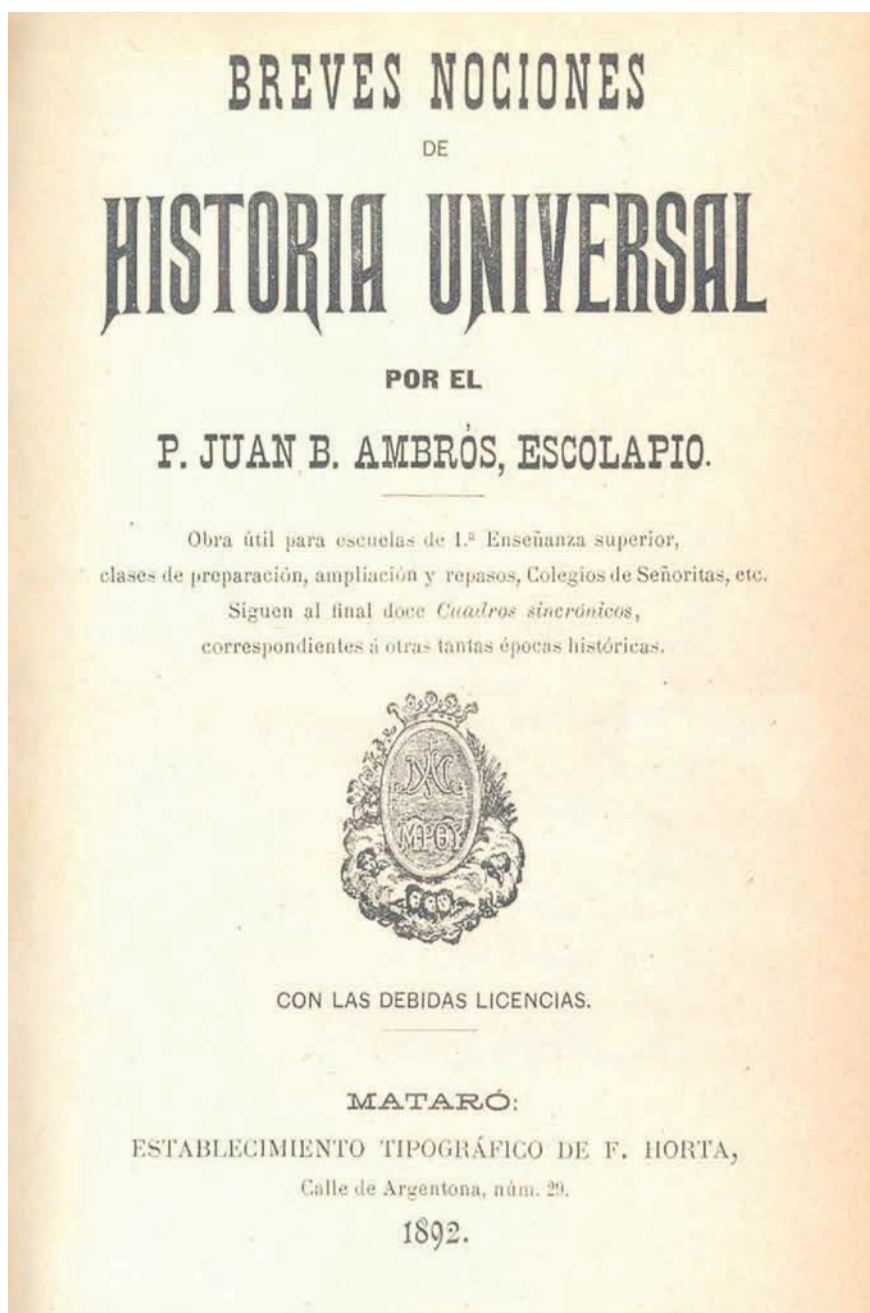 BREVES NOCIONES
DE
HISTORIA UNIVERSAL
POR EL
P. JUAN B. AMBRÓS, ESCOLAPIO.
Obra útil para escuelas de 1.ª Enseñanza superior,
clases de preparación, ampliación y repasos, Colegios de Señoritas, etc.
Siguen al final doce Cuadros sincrónicos,
correspondientes á otras tantas épocas históricas.
CON LAS DEBIDAS LICENCIAS.
MATARÓ:
ESTABLECIMIENTO TIPOGRÁFICO DE F. HORTA,
Calle de Argentona, núm. 29.
1892.